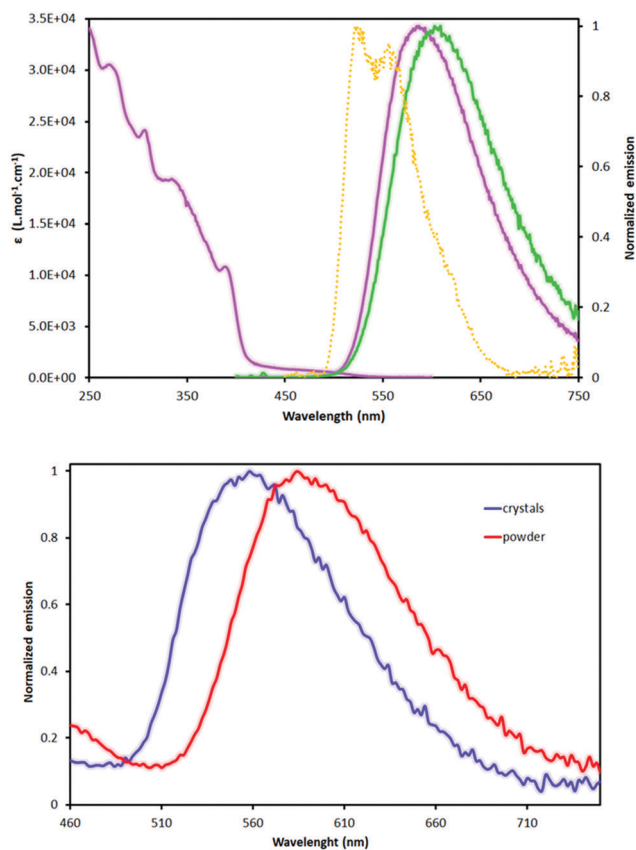 3.5E+04
3.0E+04
2.5E+04
2.0E+04
1.5E+04
1.0E+04
5.0E+03
0.0E+00
ε (L.mol-1.cm-1)
250
350
450
550
650
750
Wavelength (nm)
1
0.8
0.6
0.4
0.2
0
Normalized emission
1
0.8
0.6
0.4
0.2
0
Normalized emission
crystals
powder
460
510
560
610
660
710
Wavelenght (nm)